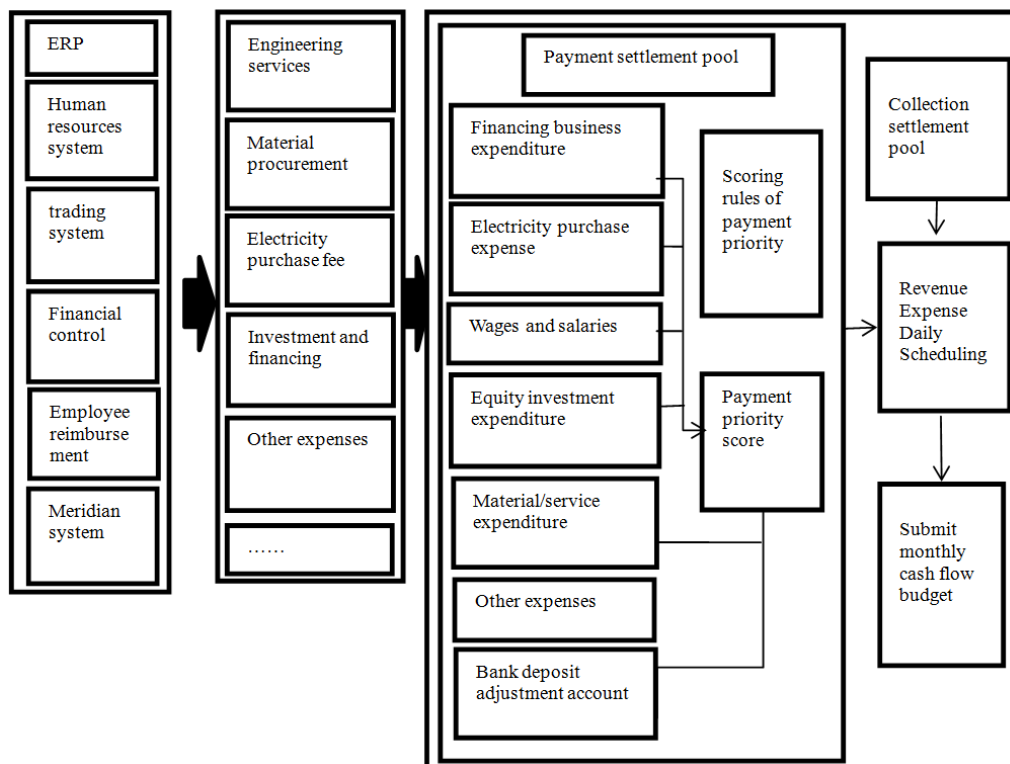 ERP
Human
resources
system
trading
system
Financial
control
Employee
reimburse
ment
Meridian
system
Engineering
services
Material
procurement
Electricity
purchase fee
Investment and
financing
Other expenses
……
Payment settlement pool
Financing business
expenditure
Electricity purchase
expense
Wages and salaries
Equity investment
expenditure
Material/service
expenditure
Other expenses
Bank deposit
adjustment account
Scoring
rules of
payment
priority
Payment
priority
score
Collection
settlement
pool
Revenue
Expense
Daily
Scheduling
Submit
monthly
cash flow
budget